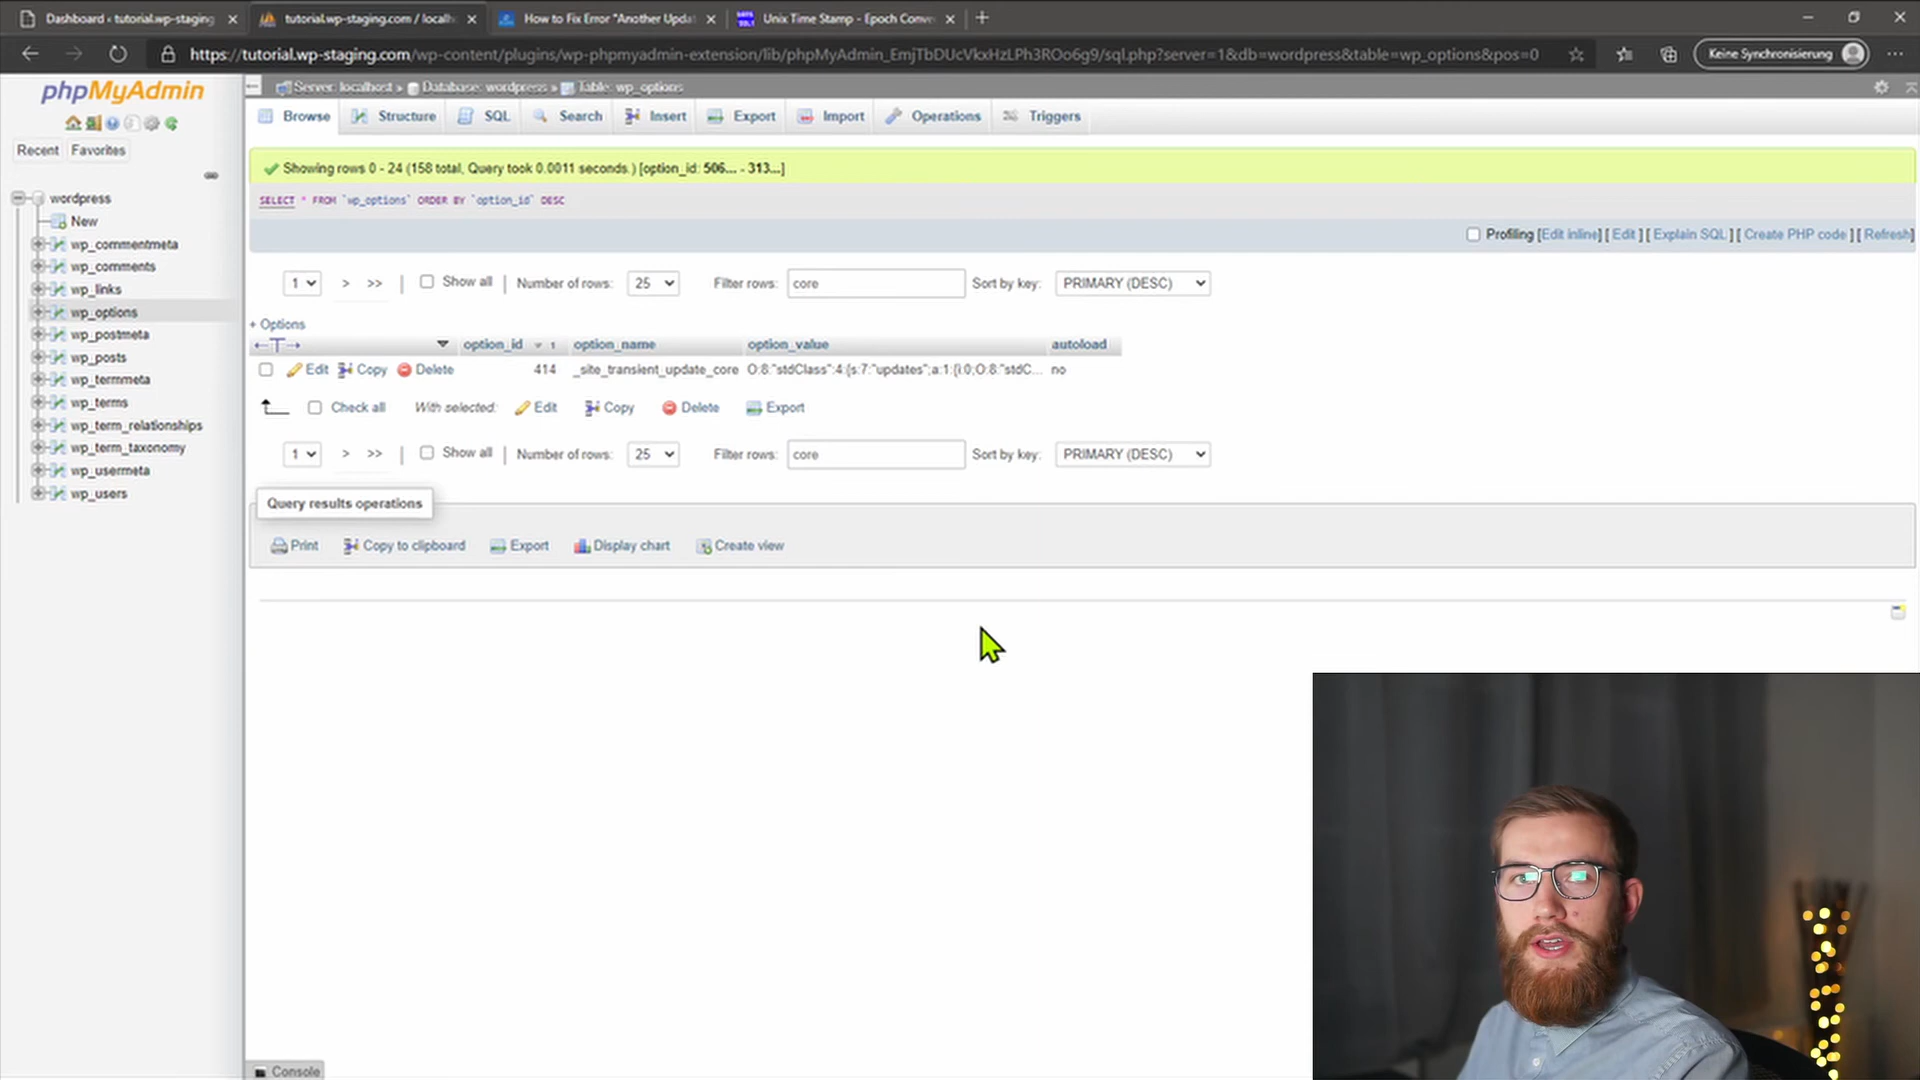 Dashboard ‹ tutorial.wp-staging
tutorial.wp-staging.com / localh
How to Fix Error "Another Upda
Unix Time Stamp - Epoch Conve
https://tutorial.wp-staging.com/wp-content/plugins/wp-phpmyadmin-extension/lib/phpMyAdmin_EmjTbDUcVkxHzLPh3ROo6g9/sql.php?server=1&db=wordpress&table=wp_options&pos=0
Keine Synchronisierung
phpMyAdmin
Recent Favorites
wordpress
New
wp_commentmeta
wp_comments
wp_links
wp_options
wp_postmeta
wp_posts
wp_termmeta
wp_terms
wp_term_relationships
wp_term_taxonomy
wp_usermeta
wp_users
Server: localhost » Database: wordpress » Table: wp_options
Browse Structure SQL Search Insert Export Import Operations Triggers
Showing rows 0 - 24 (158 total, Query took 0.0011 seconds.) [option_id: 506... - 313...]
SELECT * FROM `wp_options` ORDER BY `option_id` DESC
Profiling [Edit inline] [ Edit ] [ Explain SQL ] [ Create PHP code ] [ Refresh]
1 > >> | Show all | Number of rows: 25 Filter rows: core Sort by key: PRIMARY (DESC)
+ Options
←T→ option_id 1 option_name option_value autoload
Edit Copy Delete 414 _site_transient_update_core O:8:"stdClass":4:{s:7:"updates";a:1:{i:0;O:8:"stdC... no
Check all With selected: Edit Copy Delete Export
1 > >> | Show all | Number of rows: 25 Filter rows: core Sort by key: PRIMARY (DESC)
Query results operations
Print Copy to clipboard Export Display chart Create view
Console